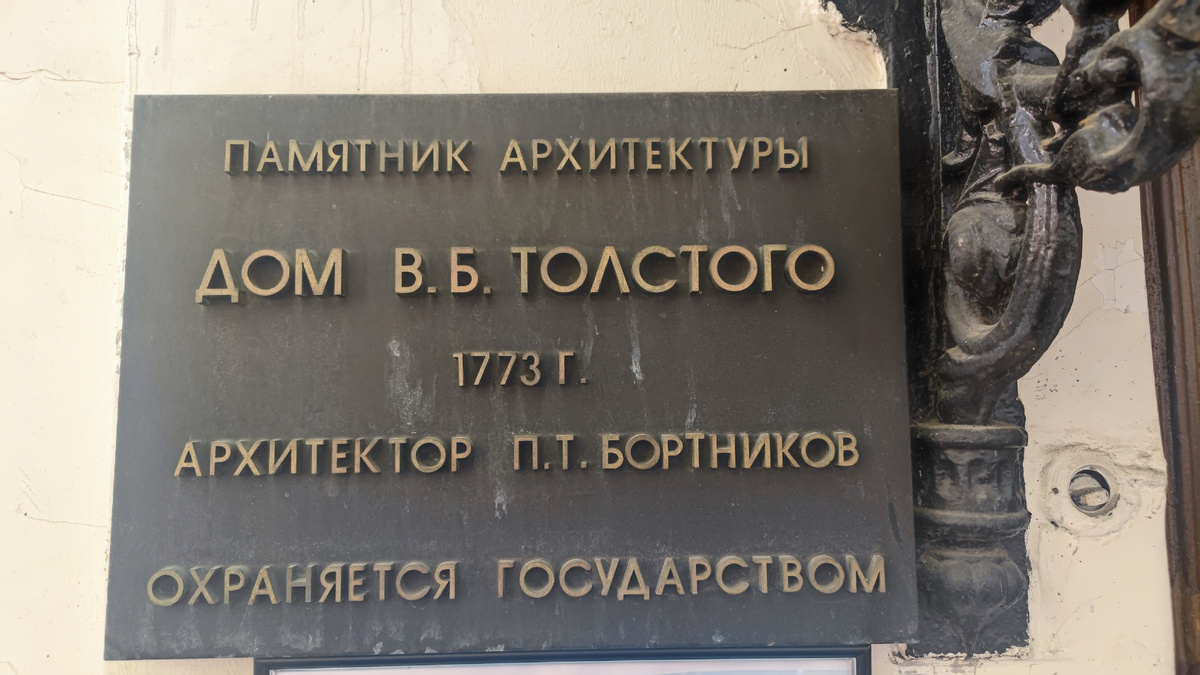 ПАМЯТНИК АРХИТЕКТУРЫ
ДОМ В.Б. ТОЛСТОГО
1773 Г.
АРХИТЕКТОР П.Т. БОРТНИКОВ
ОХРАНЯЕТСЯ ГОСУДАРСТВОМ